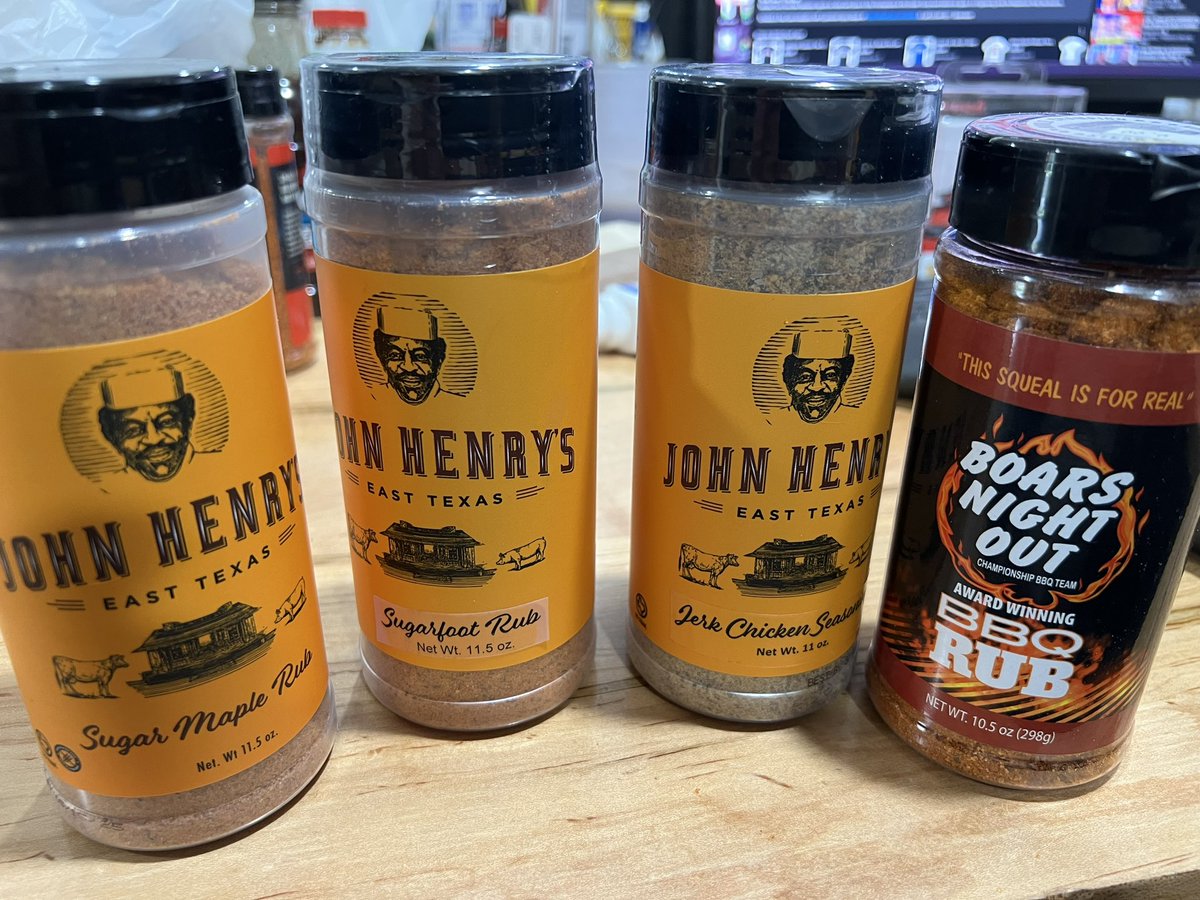 JOHN HENRY'S
EAST TEXAS
Sugar Maple Rub
Net. Wt 11.5 oz.
JOHN HENRY'S
EAST TEXAS
Sugarfoot Rub
Net Wt. 11.5 oz.
JOHN HENR
EAST TEXAS
Jerk Chicken Season
Net Wt. 11 oz.
"THIS SQUEAL IS FOR REAL"
BOARS
NIGHT
OUT
CHAMPIONSHIP BBQ TEAM
AWARD WINNING
BBQ
RUB
NET WT. 10.5 oz (298g)